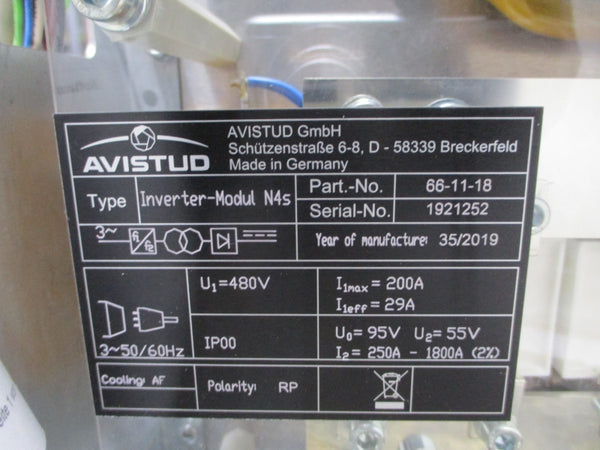 AVISTUD
AVISTUD GmbH
Schützenstraße 6-8, D - 58339 Breckerfeld
Made in Germany
Type Inverter-Modul N4s
Part.-No. 66-11-18
Serial-No. 1921252
3~ f₁ f₂
Year of manufacture: 35/2019
3~50/60Hz
U₁=480V
I₁max = 200A
I₁eff = 29A
IP00
U₀= 95V U₂= 55V
I₂= 250A - 1800A (2%)
Cooling: AF
Polarity: RP